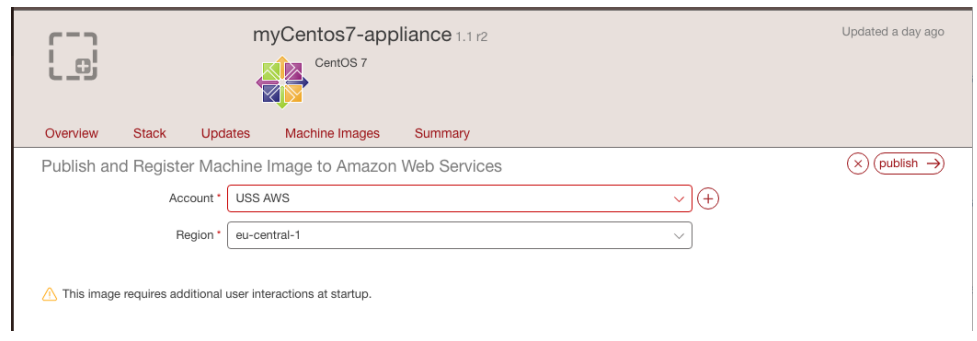 myCentos7-appliance 1.1 r2
Updated a day ago
CentOS 7
Overview Stack Updates Machine Images Summary
Publish and Register Machine Image to Amazon Web Services
publish
Account * USS AWS
Region * eu-central-1
This image requires additional user interactions at startup.